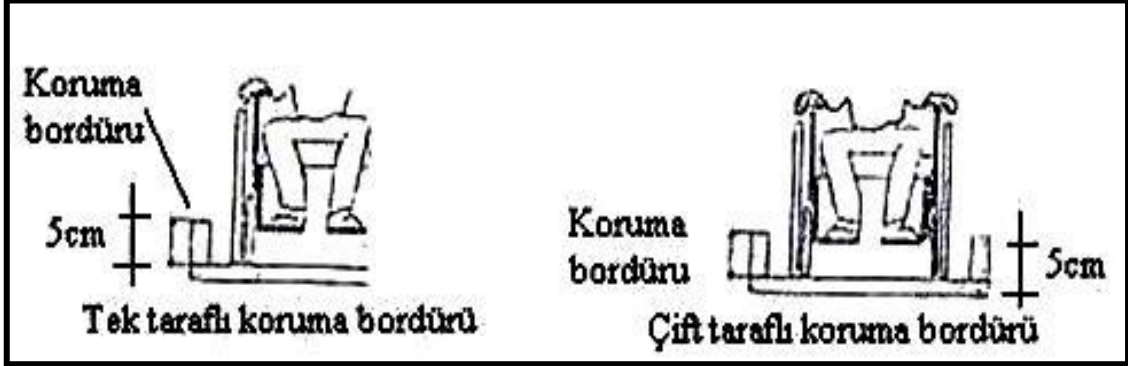 Koruma
bordürü
5cm
Tek taraflı koruma bordürü
Koruma
bordürü
5cm
Çift taraflı koruma bordürü